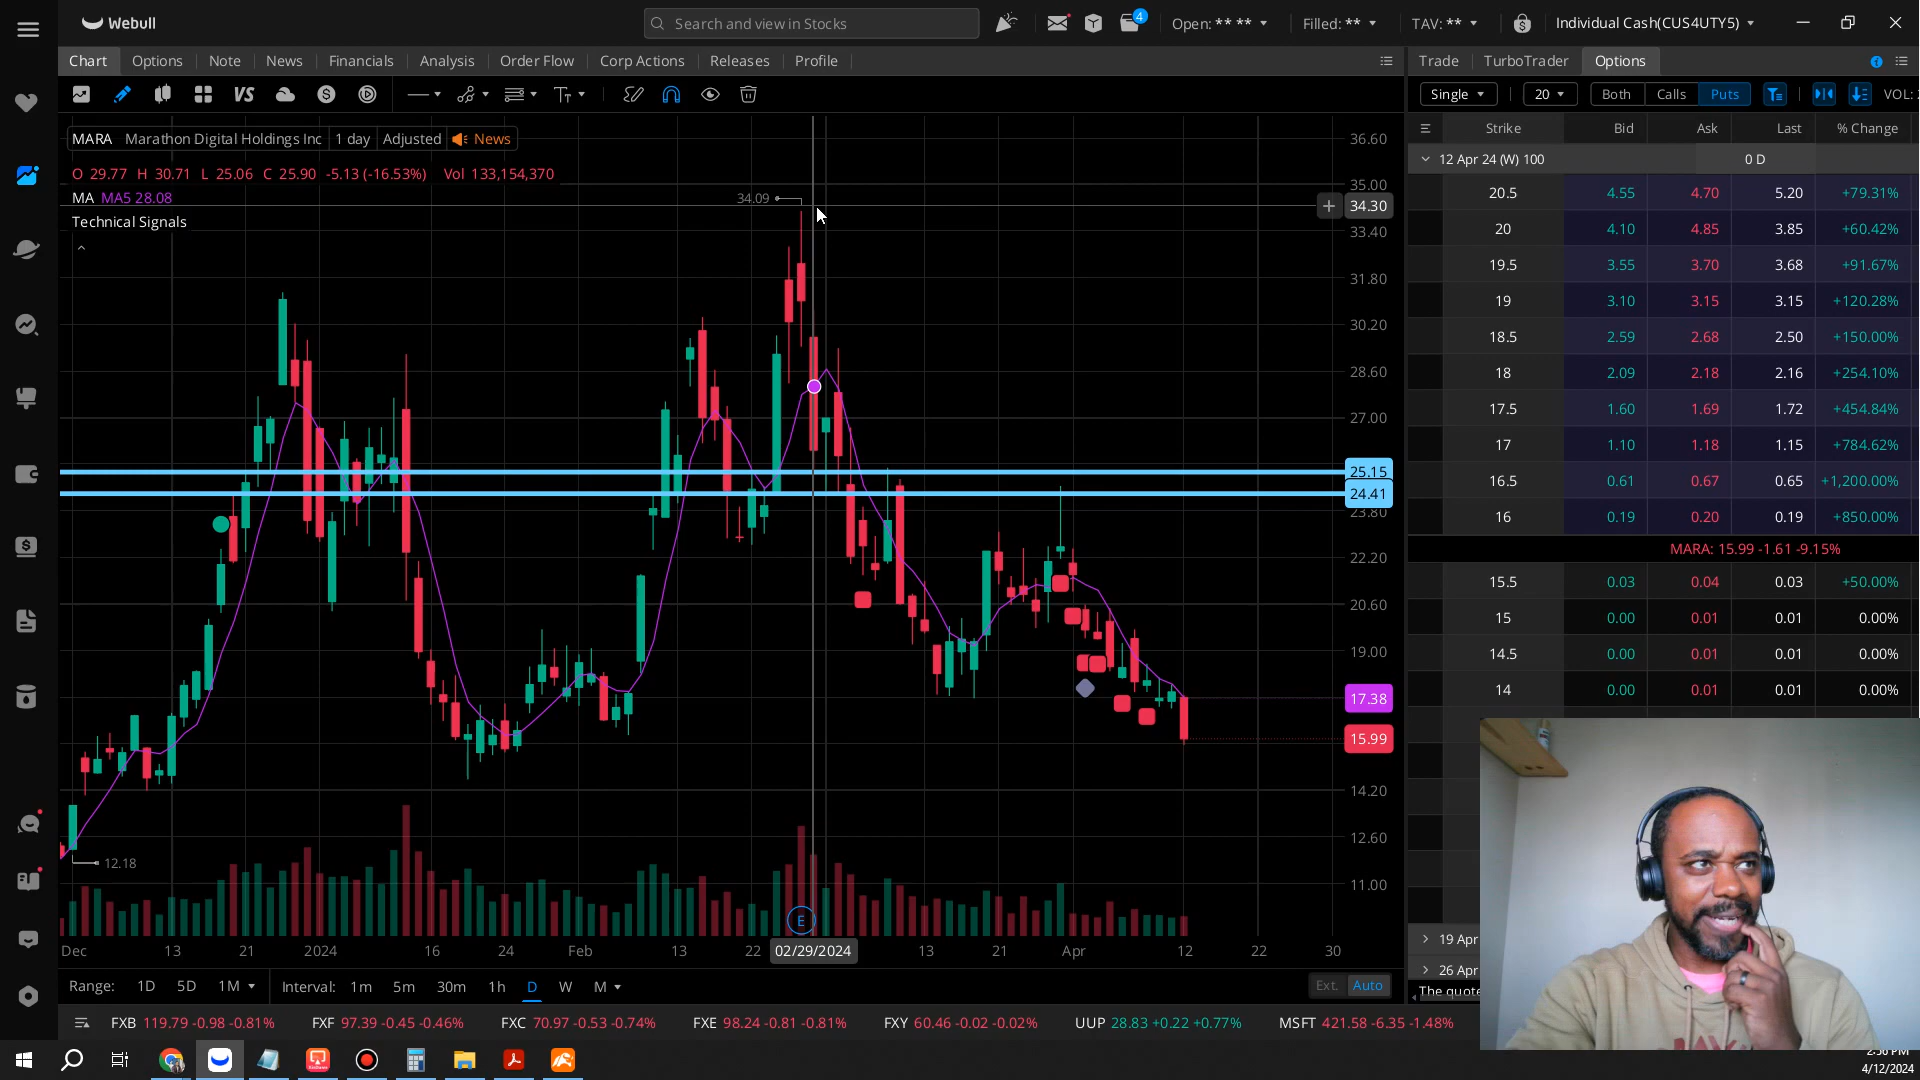 Webull
Search and view in Stocks
4
Open: ** **
Filled: **
TAV: **
Individual Cash(CUS4UTY5)
Chart Options Note News Financials Analysis Order Flow Corp Actions Releases Profile
Trade TurboTrader Options
VS Tт
Single 20 Both Calls Puts VOL:
MARA Marathon Digital Holdings Inc 1 day Adjusted News
O 29.77 H 30.71 L 25.06 C 25.90 -5.13 (-16.53%) Vol 133,154,370
MA MA5 28.08
Technical Signals
34.09
12.18
E
36.60
35.00
34.30
33.40
31.80
30.20
28.60
27.00
25.15
24.41
23.80
22.20
20.60
19.00
17.38
15.99
14.20
12.60
11.00
Dec 13 21 2024 16 24 Feb 13 22 02/29/2024 13 21 Apr 12 22 30
Range: 1D 5D 1M Interval: 1m 5m 30m 1h D W M Ext. Auto
Strike Bid Ask Last % Change
12 Apr 24 (W) 100 0 D
20.5 4.55 4.70 5.20 +79.31%
20 4.10 4.85 3.85 +60.42%
19.5 3.55 3.70 3.68 +91.67%
19 3.10 3.15 3.15 +120.28%
18.5 2.59 2.68 2.50 +150.00%
18 2.09 2.18 2.16 +254.10%
17.5 1.60 1.69 1.72 +454.84%
17 1.10 1.18 1.15 +784.62%
16.5 0.61 0.67 0.65 +1,200.00%
16 0.19 0.20 0.19 +850.00%
MARA: 15.99 -1.61 -9.15%
15.5 0.03 0.04 0.03 +50.00%
15 0.00 0.01 0.01 0.00%
14.5 0.00 0.01 0.01 0.00%
14 0.00 0.01 0.01 0.00%
19 Apr
26 Apr
The quote
FXB 119.79 -0.98 -0.81% FXF 97.39 -0.45 -0.46% FXC 70.97 -0.53 -0.74% FXE 98.24 -0.81 -0.81% FXY 60.46 -0.02 -0.02% UUP 28.83 +0.22 +0.77% MSFT 421.58 -6.35 -1.48%
4/12/2024